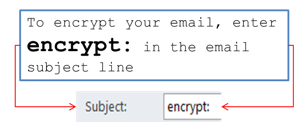 To encrypt your email, enter
encrypt: in the email
subject line
Subject: encrypt: